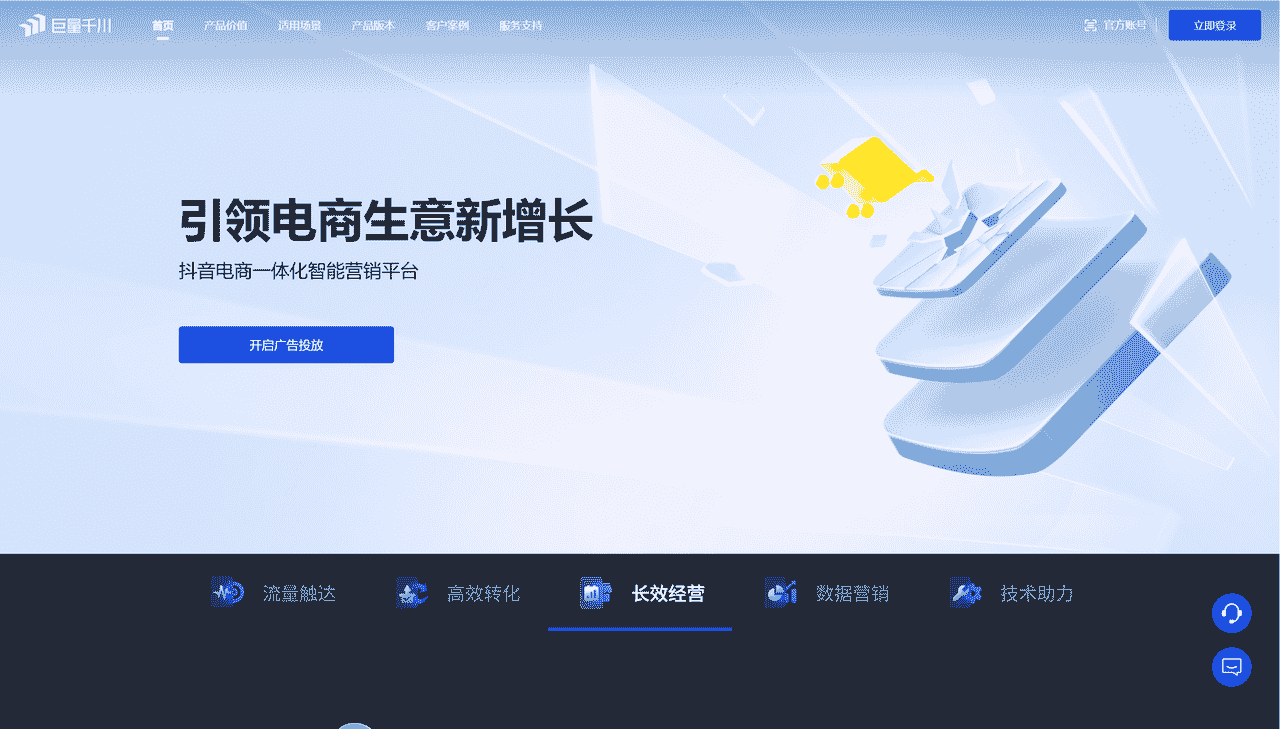 巨量千川
首页 产品价值 适用场景 产品版本 客户案例 服务支持
官方账号
立即登录
引领电商生意新增长
抖音电商一体化智能营销平台
开启广告投放
流量触达 高效转化 长效经营 数据营销 技术助力